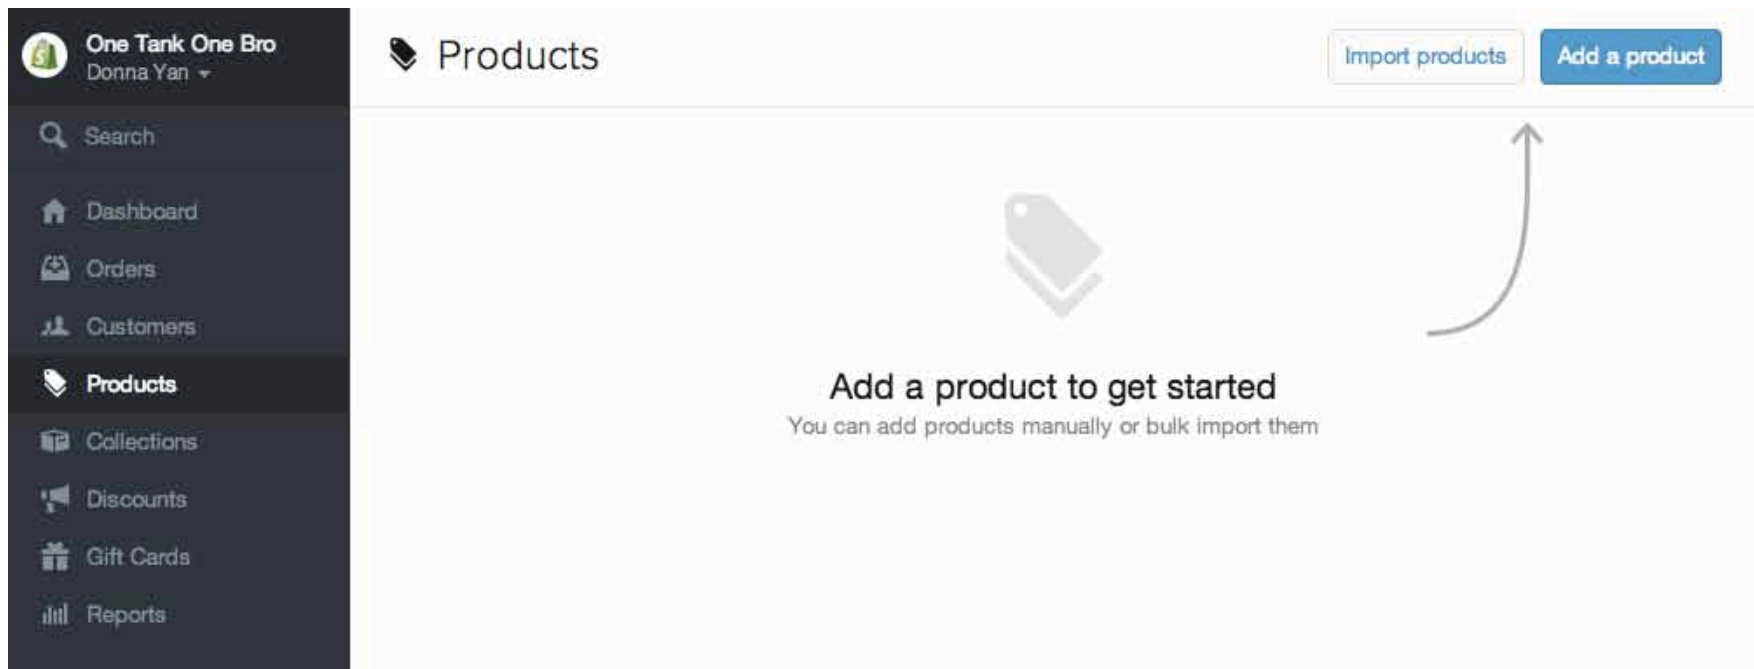 One Tank One Bro
Donna Yan
Search
Dashboard
Orders
Customers
Products
Collections
Discounts
Gift Cards
Reports
Products
Import products
Add a product
Add a product to get started
You can add products manually or bulk import them